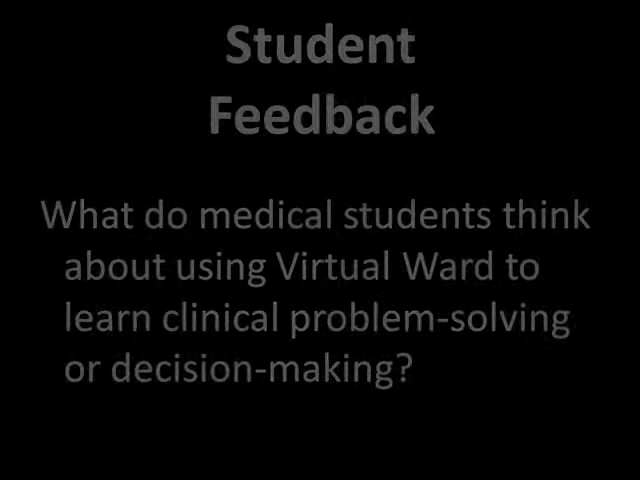 Student
Feedback
What do medical students think
about using Virtual Ward to
learn clinical problem-solving
or decision-making?